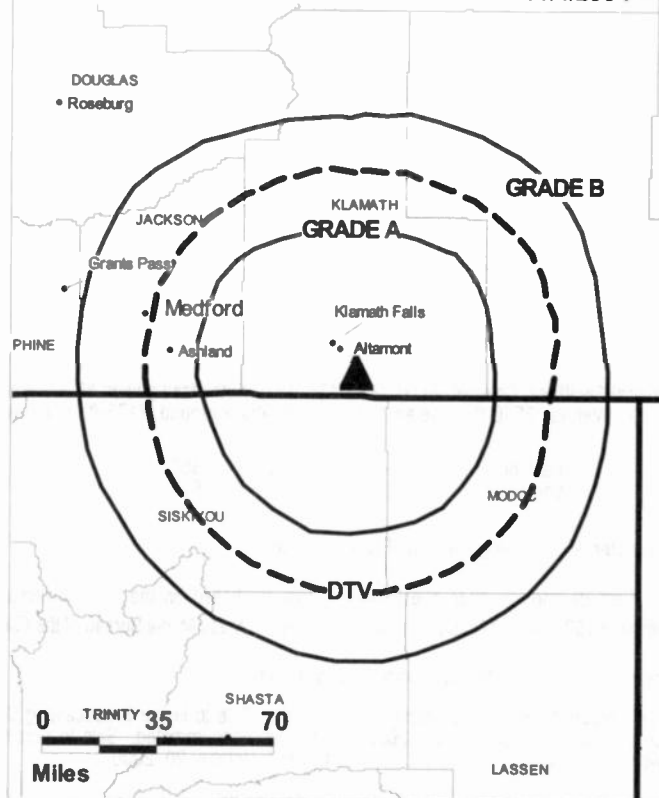 DOUGLAS
Roseburg
GRADE B
JACKSON
KLAMATH
GRADE A
Grants Pass
Medford
Klamath Falls
PHINE
Ashland
Altamont
MODOC
SISKIYOU
DTV
SHASTA
0 TRINITY 35 70
Miles
LASSEN